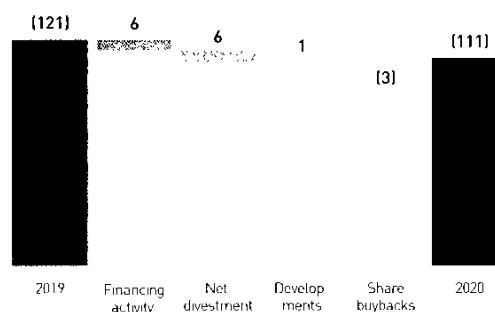 (121)
6
6
1
(3)
(111)
2019
Financing
activity
Net
divestment
Develop
ments
Share
buybacks
2020